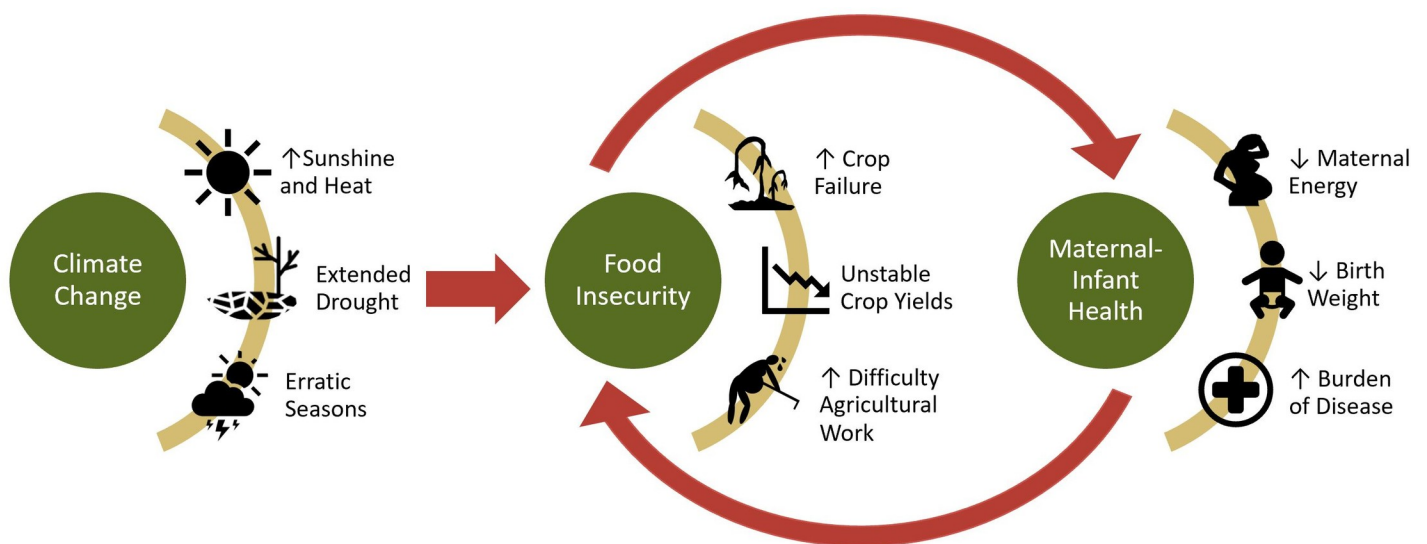 Climate
Change
↑Sunshine
and Heat
Extended
Drought
Erratic
Seasons
Food
Insecurity
↑ Crop
Failure
Unstable
Crop Yields
↑ Difficulty
Agricultural
Work
Maternal-
Infant
Health
↓ Maternal
Energy
↓ Birth
Weight
↑ Burden
of Disease